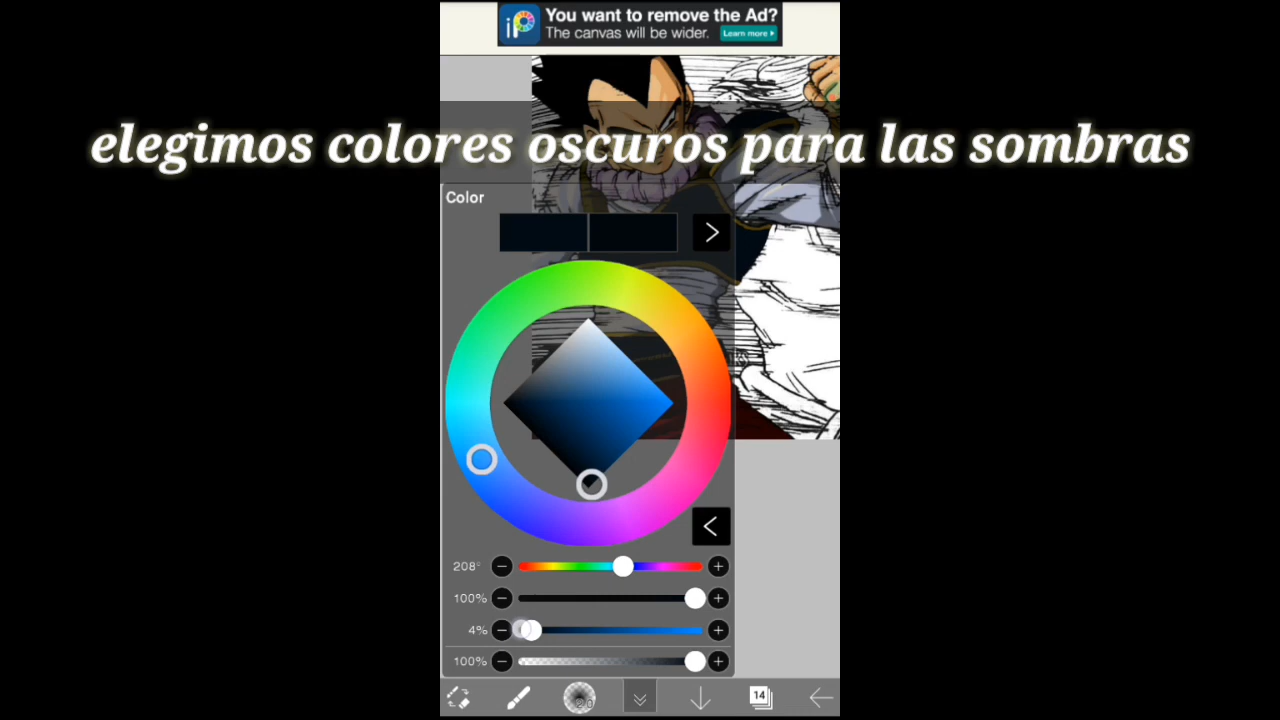 You want to remove the Ad?
The canvas will be wider.
Learn more
elegimos colores oscuros para las sombras
Color
208°
100%
4%
100%
14